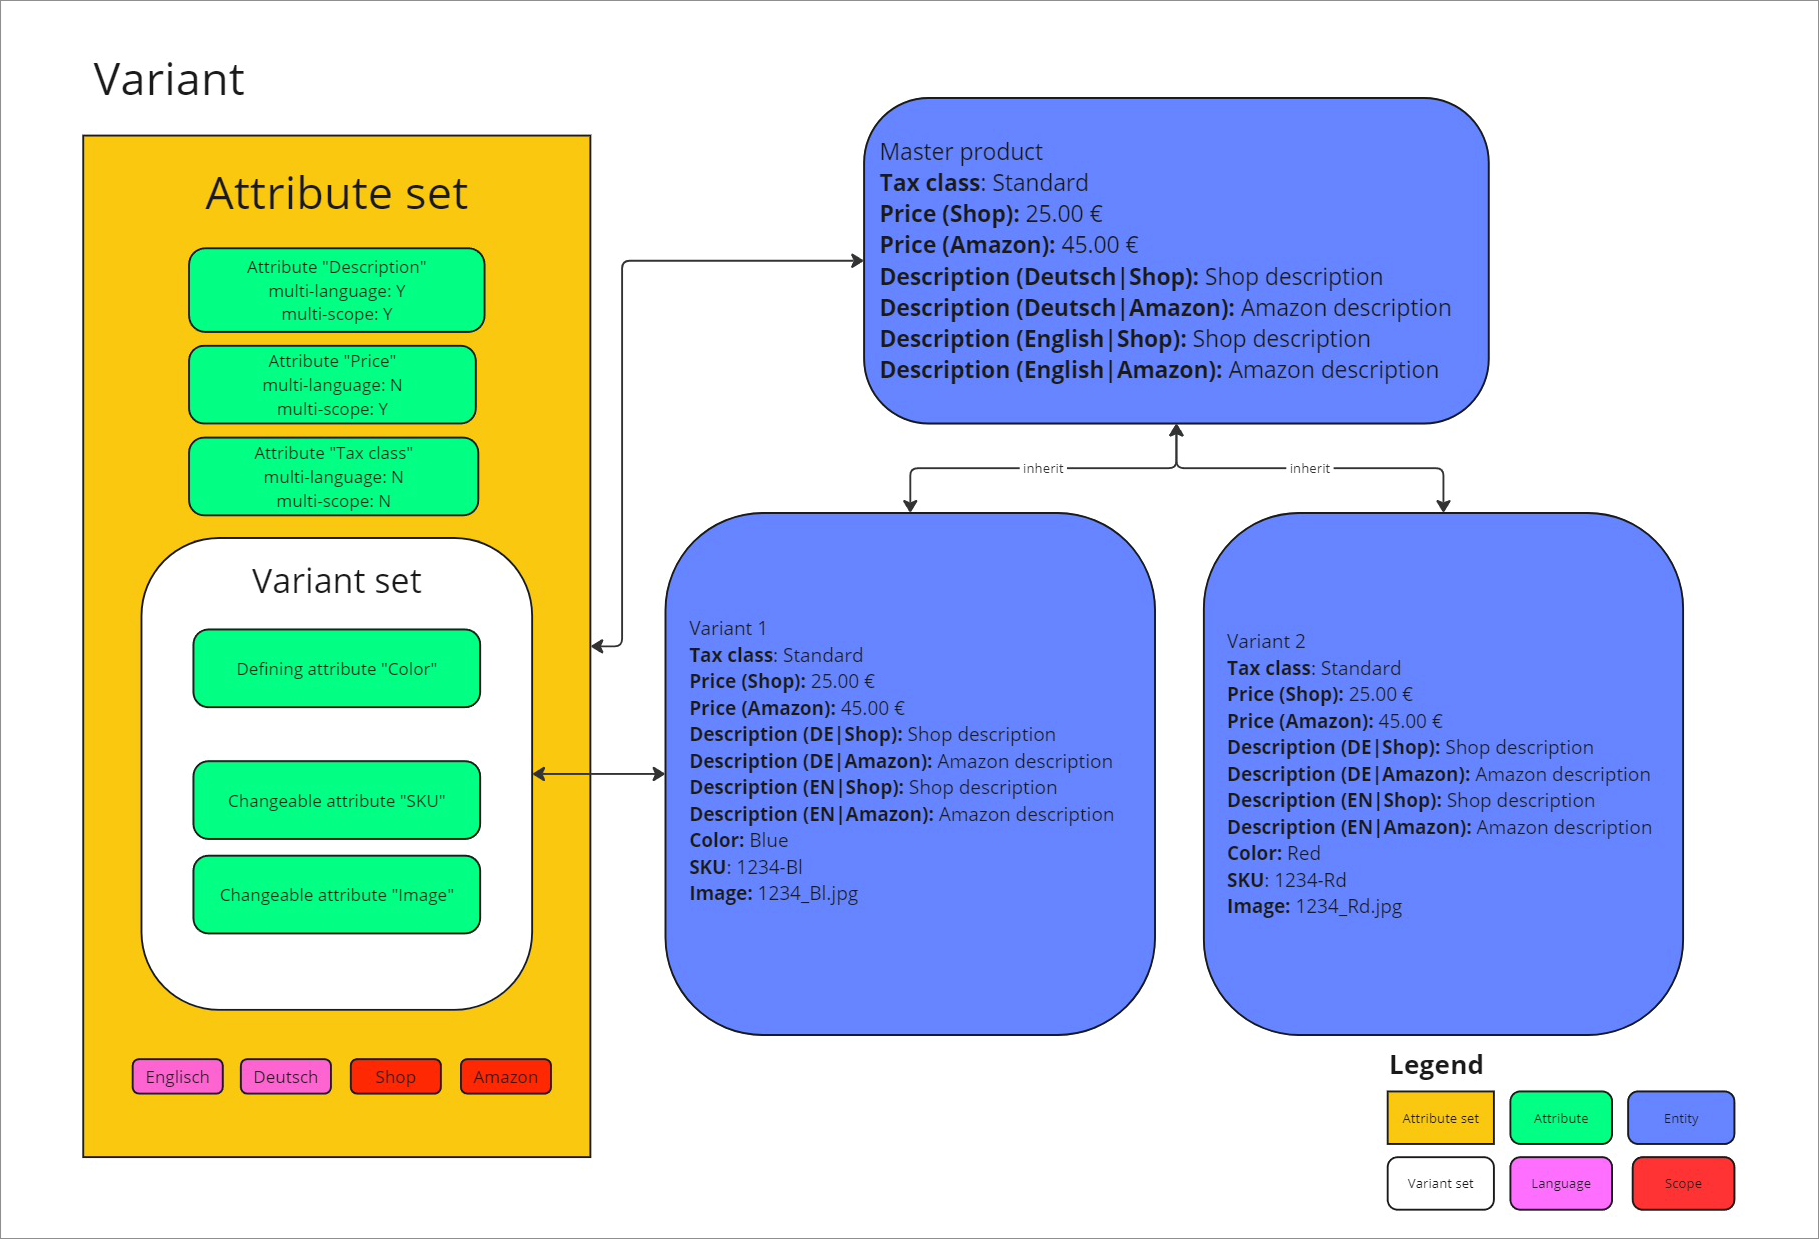 Variant
Attribute set
Attribute "Description"
multi-language: Y
multi-scope: Y
Attribute "Price"
multi-language: N
multi-scope: Y
Attribute "Tax class"
multi-language: N
multi-scope: N
Variant set
Defining attribute "Color"
Changeable attribute "SKU"
Changeable attribute "Image"
Englisch
Deutsch
Shop
Amazon
Master product
Tax class: Standard
Price (Shop): 25.00 €
Price (Amazon): 45.00 €
Description (Deutsch|Shop): Shop description
Description (Deutsch|Amazon): Amazon description
Description (English|Shop): Shop description
Description (English|Amazon): Amazon description
inherit
inherit
Variant 1
Tax class: Standard
Price (Shop): 25.00 €
Price (Amazon): 45.00 €
Description (DE|Shop): Shop description
Description (DE|Amazon): Amazon description
Description (EN|Shop): Shop description
Description (EN|Amazon): Amazon description
Color: Blue
SKU: 1234-Bl
Image: 1234_Bl.jpg
Variant 2
Tax class: Standard
Price (Shop): 25.00 €
Price (Amazon): 45.00 €
Description (DE|Shop): Shop description
Description (DE|Amazon): Amazon description
Description (EN|Shop): Shop description
Description (EN|Amazon): Amazon description
Color: Red
SKU: 1234-Rd
Image: 1234_Rd.jpg
Legend
Attribute set
Attribute
Entity
Variant set
Language
Scope